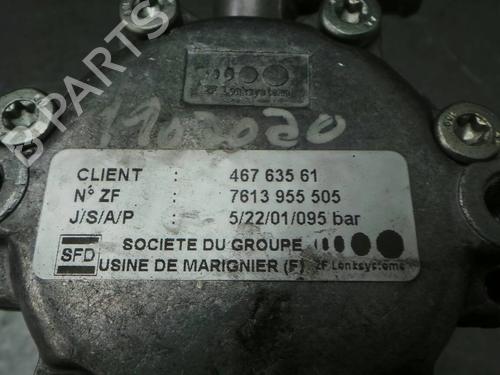 ZF Lenksysteme
1902020
CLIENT : 467 635 61
N° ZF : 7613 955 505
J/S/A/P : 5/22/01/095 bar
SFD SOCIETE DU GROUPE
USINE DE MARIGNIER (F) ZF Lenksysteme
B-PARTS